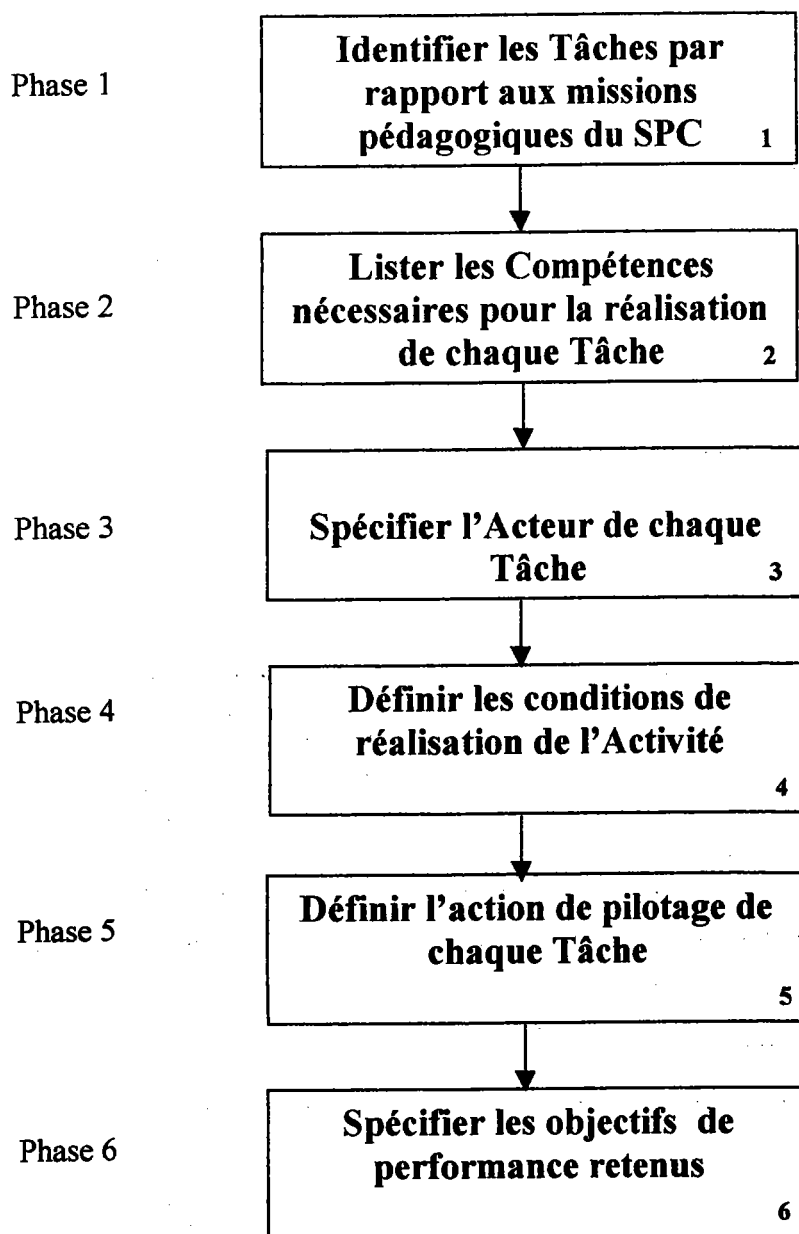 Phase 1
Identifier les Tâches par
rapport aux missions
pédagogiques du SPC 1
Phase 2
Lister les Compétences
nécessaires pour la réalisation
de chaque Tâche 2
Phase 3
Spécifier l'Acteur de chaque
Tâche 3
Phase 4
Définir les conditions de
réalisation de l'Activité
4
Phase 5
Définir l'action de pilotage de
chaque Tâche
5
Phase 6
Spécifier les objectifs de
performance retenus
6